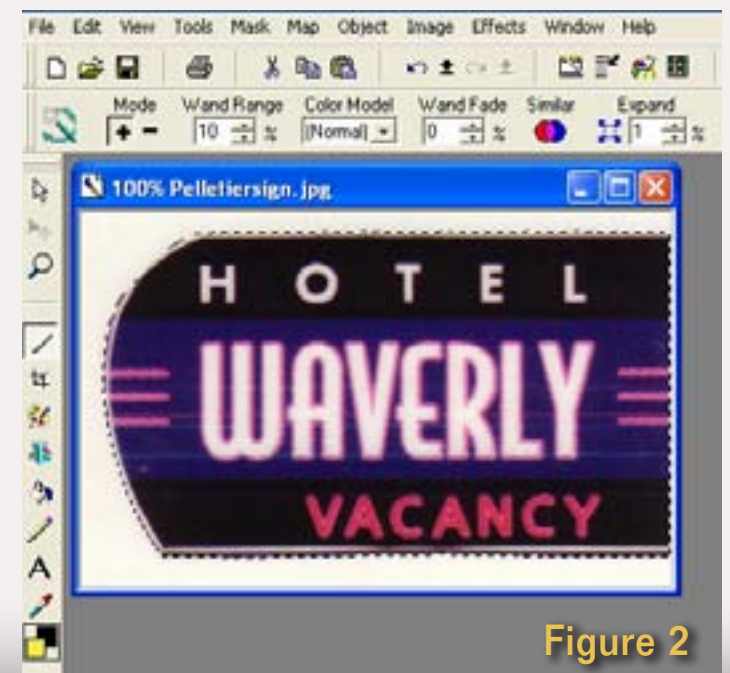 File Edit View Tools Mask Map Object Image Effects Window Help
Mode Wand Range Color Model Wand Fade Similar Expand
+ - 10 % (Normal) 0 % 1 %
100% Pelletiersign.jpg
HOTEL
WAVERLY
VACANCY
A
Figure 2